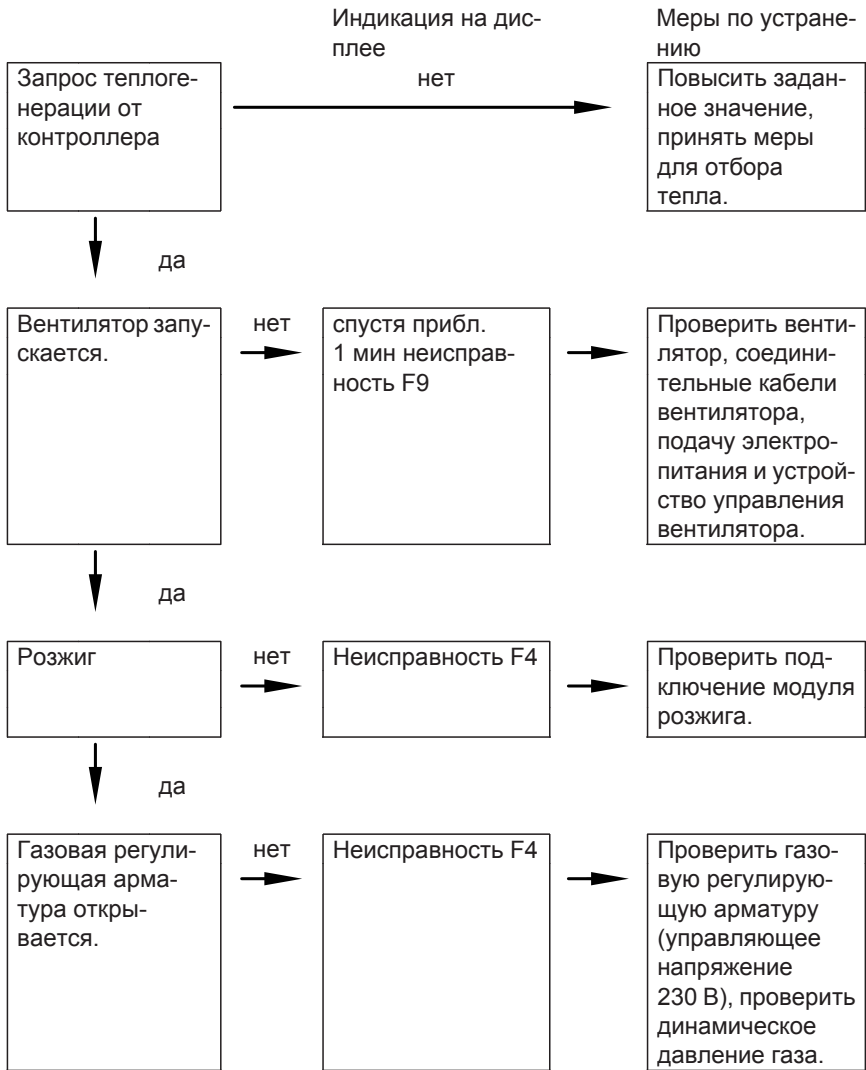 Индикация на дис-
плее
Меры по устране-
нию
Запрос теплоге-
нерации от
контроллера
нет
Повысить задан-
ное значение,
принять меры
для отбора
тепла.
да
Вентилятор запу-
скается.
нет
спустя прибл.
1 мин неисправ-
ность F9
Проверить венти-
лятор, соедини-
тельные кабели
вентилятора,
подачу электро-
питания и устрой-
ство управления
вентилятора.
да
Розжиг
нет
Неисправность F4
Проверить под-
ключение модуля
розжига.
да
Газовая регули-
рующая арма-
тура откры-
вается.
нет
Неисправность F4
Проверить газо-
вую регулирую-
щую арматуру
(управляющее
напряжение
230 В), проверить
динамическое
давление газа.